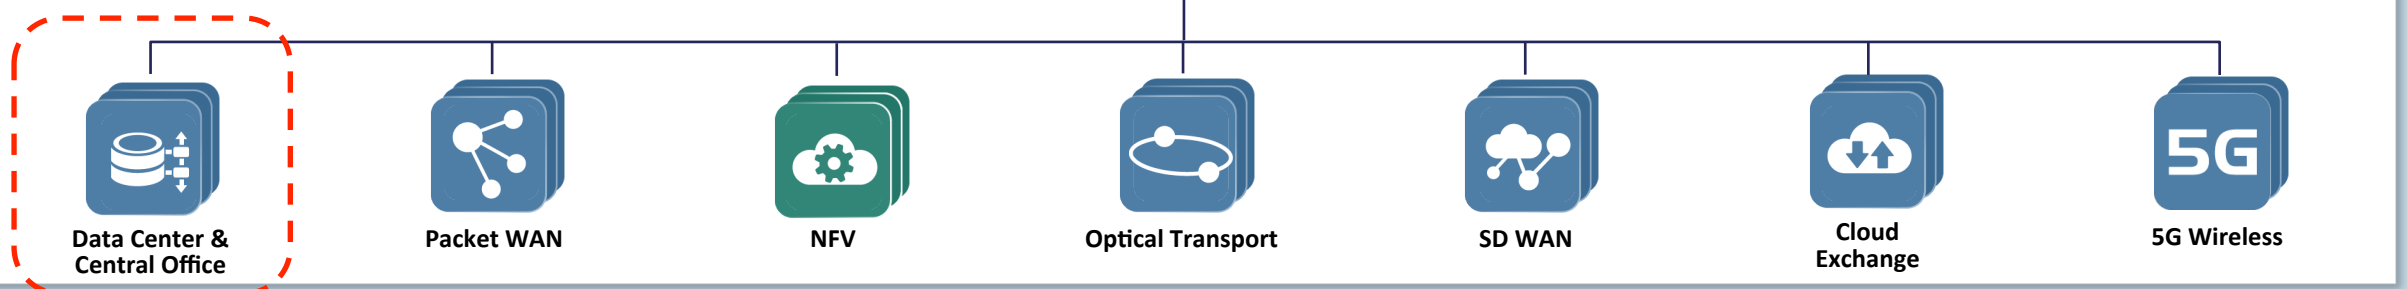 5G
Data Center &
Central Office
Packet WAN
NFV
Optical Transport
SD WAN
Cloud
Exchange
5G Wireless